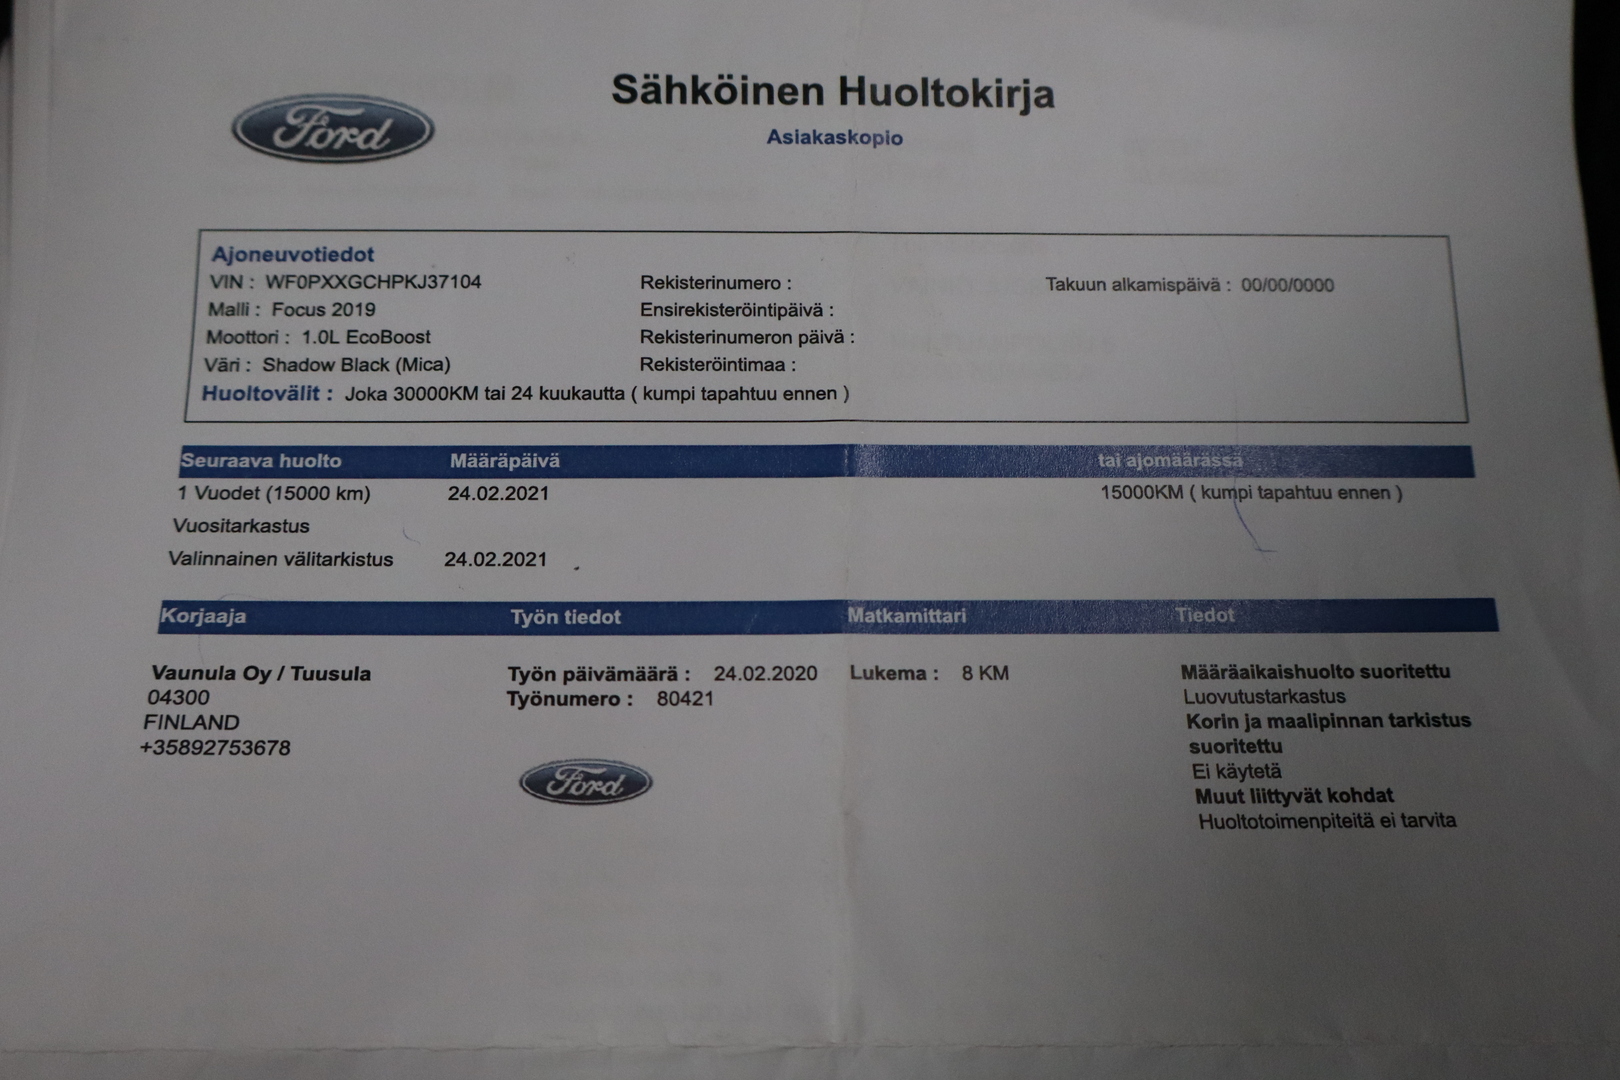 Sähköinen Huoltokirja
Ford
Asiakaskopio
Ajoneuvotiedot
VIN : WF0PXXGCHPKJ37104 Rekisterinumero : Takuun alkamispäivä : 00/00/0000
Malli : Focus 2019 Ensirekisteröintipäivä :
Moottori : 1.0L EcoBoost Rekisterinumeron päivä :
Väri : Shadow Black (Mica) Rekisteröintimaa :
Huoltovälit : Joka 30000KM tai 24 kuukautta ( kumpi tapahtuu ennen )
Seuraava huolto Määräpäivä tai ajomäärässä
1 Vuodet (15000 km) 24.02.2021 15000KM ( kumpi tapahtuu ennen )
Vuositarkastus
Valinnainen välitarkistus 24.02.2021
Korjaaja Työn tiedot Matkamittari Tiedot
Vaunula Oy / Tuusula Työn päivämäärä : 24.02.2020 Lukema : 8 KM Määräaikaishuolto suoritettu
04300 Työnumero : 80421 Luovutustarkastus
FINLAND Korin ja maalipinnan tarkistus
+35892753678 suoritettu
Ford Ei käytetä
Muut liittyvät kohdat
Huoltotoimenpiteitä ei tarvita